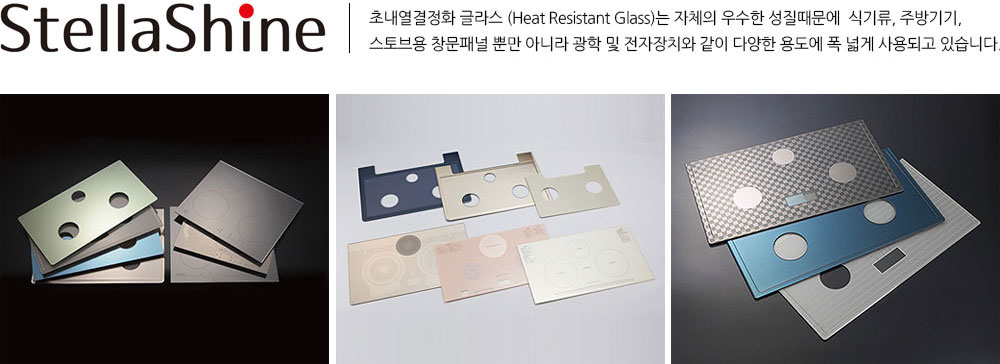 StellaShine
초내열결정화 글라스 (Heat Resistant Glass)는 자체의 우수한 성질때문에 식기류, 주방기기,
스토브용 창문패널 뿐만 아니라 광학 및 전자장치와 같이 다양한 용도에 폭 넓게 사용되고 있습니다.